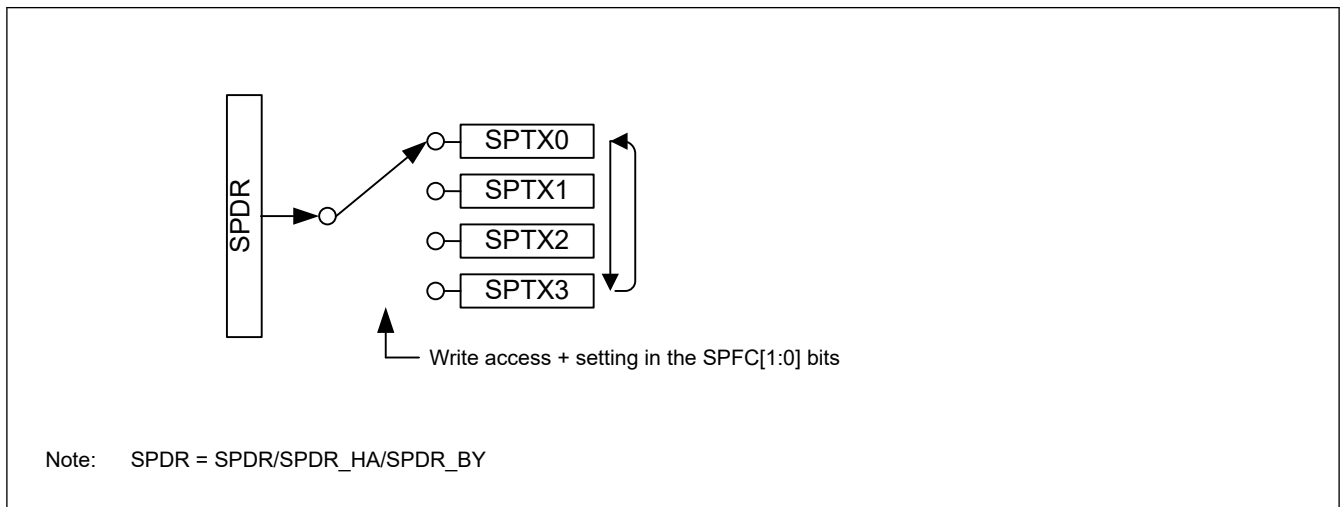 SPDR
SPTX0
SPTX1
SPTX2
SPTX3
Write access + setting in the SPFC[1:0] bits
Note: SPDR = SPDR/SPDR_HA/SPDR_BY